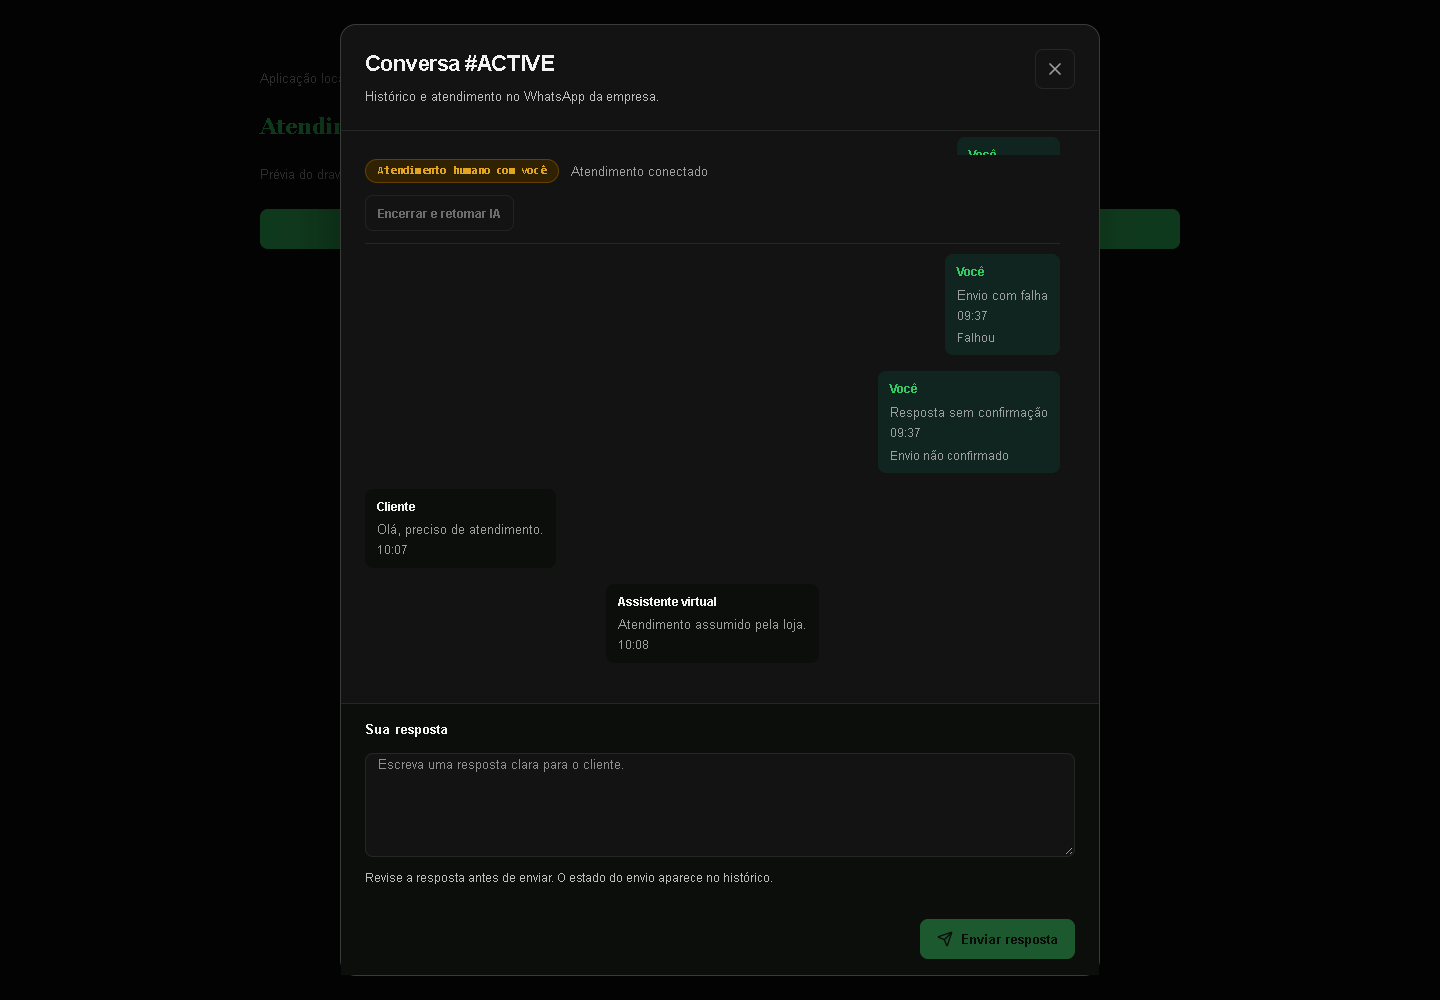 Conversa #ACTIVE
Histórico e atendimento no WhatsApp da empresa.
Aplicação loc
Atendi
Prévia do drav
Você
Atendimento humano com você
Atendimento conectado
Encerrar e retomar IA
Você
Envio com falha
09:37
Falhou
Você
Resposta sem confirmação
09:37
Envio não confirmado
Cliente
Olá, preciso de atendimento.
10:07
Assistente virtual
Atendimento assumido pela loja.
10:08
Sua resposta
Escreva uma resposta clara para o cliente.
Revise a resposta antes de enviar. O estado do envio aparece no histórico.
Enviar resposta